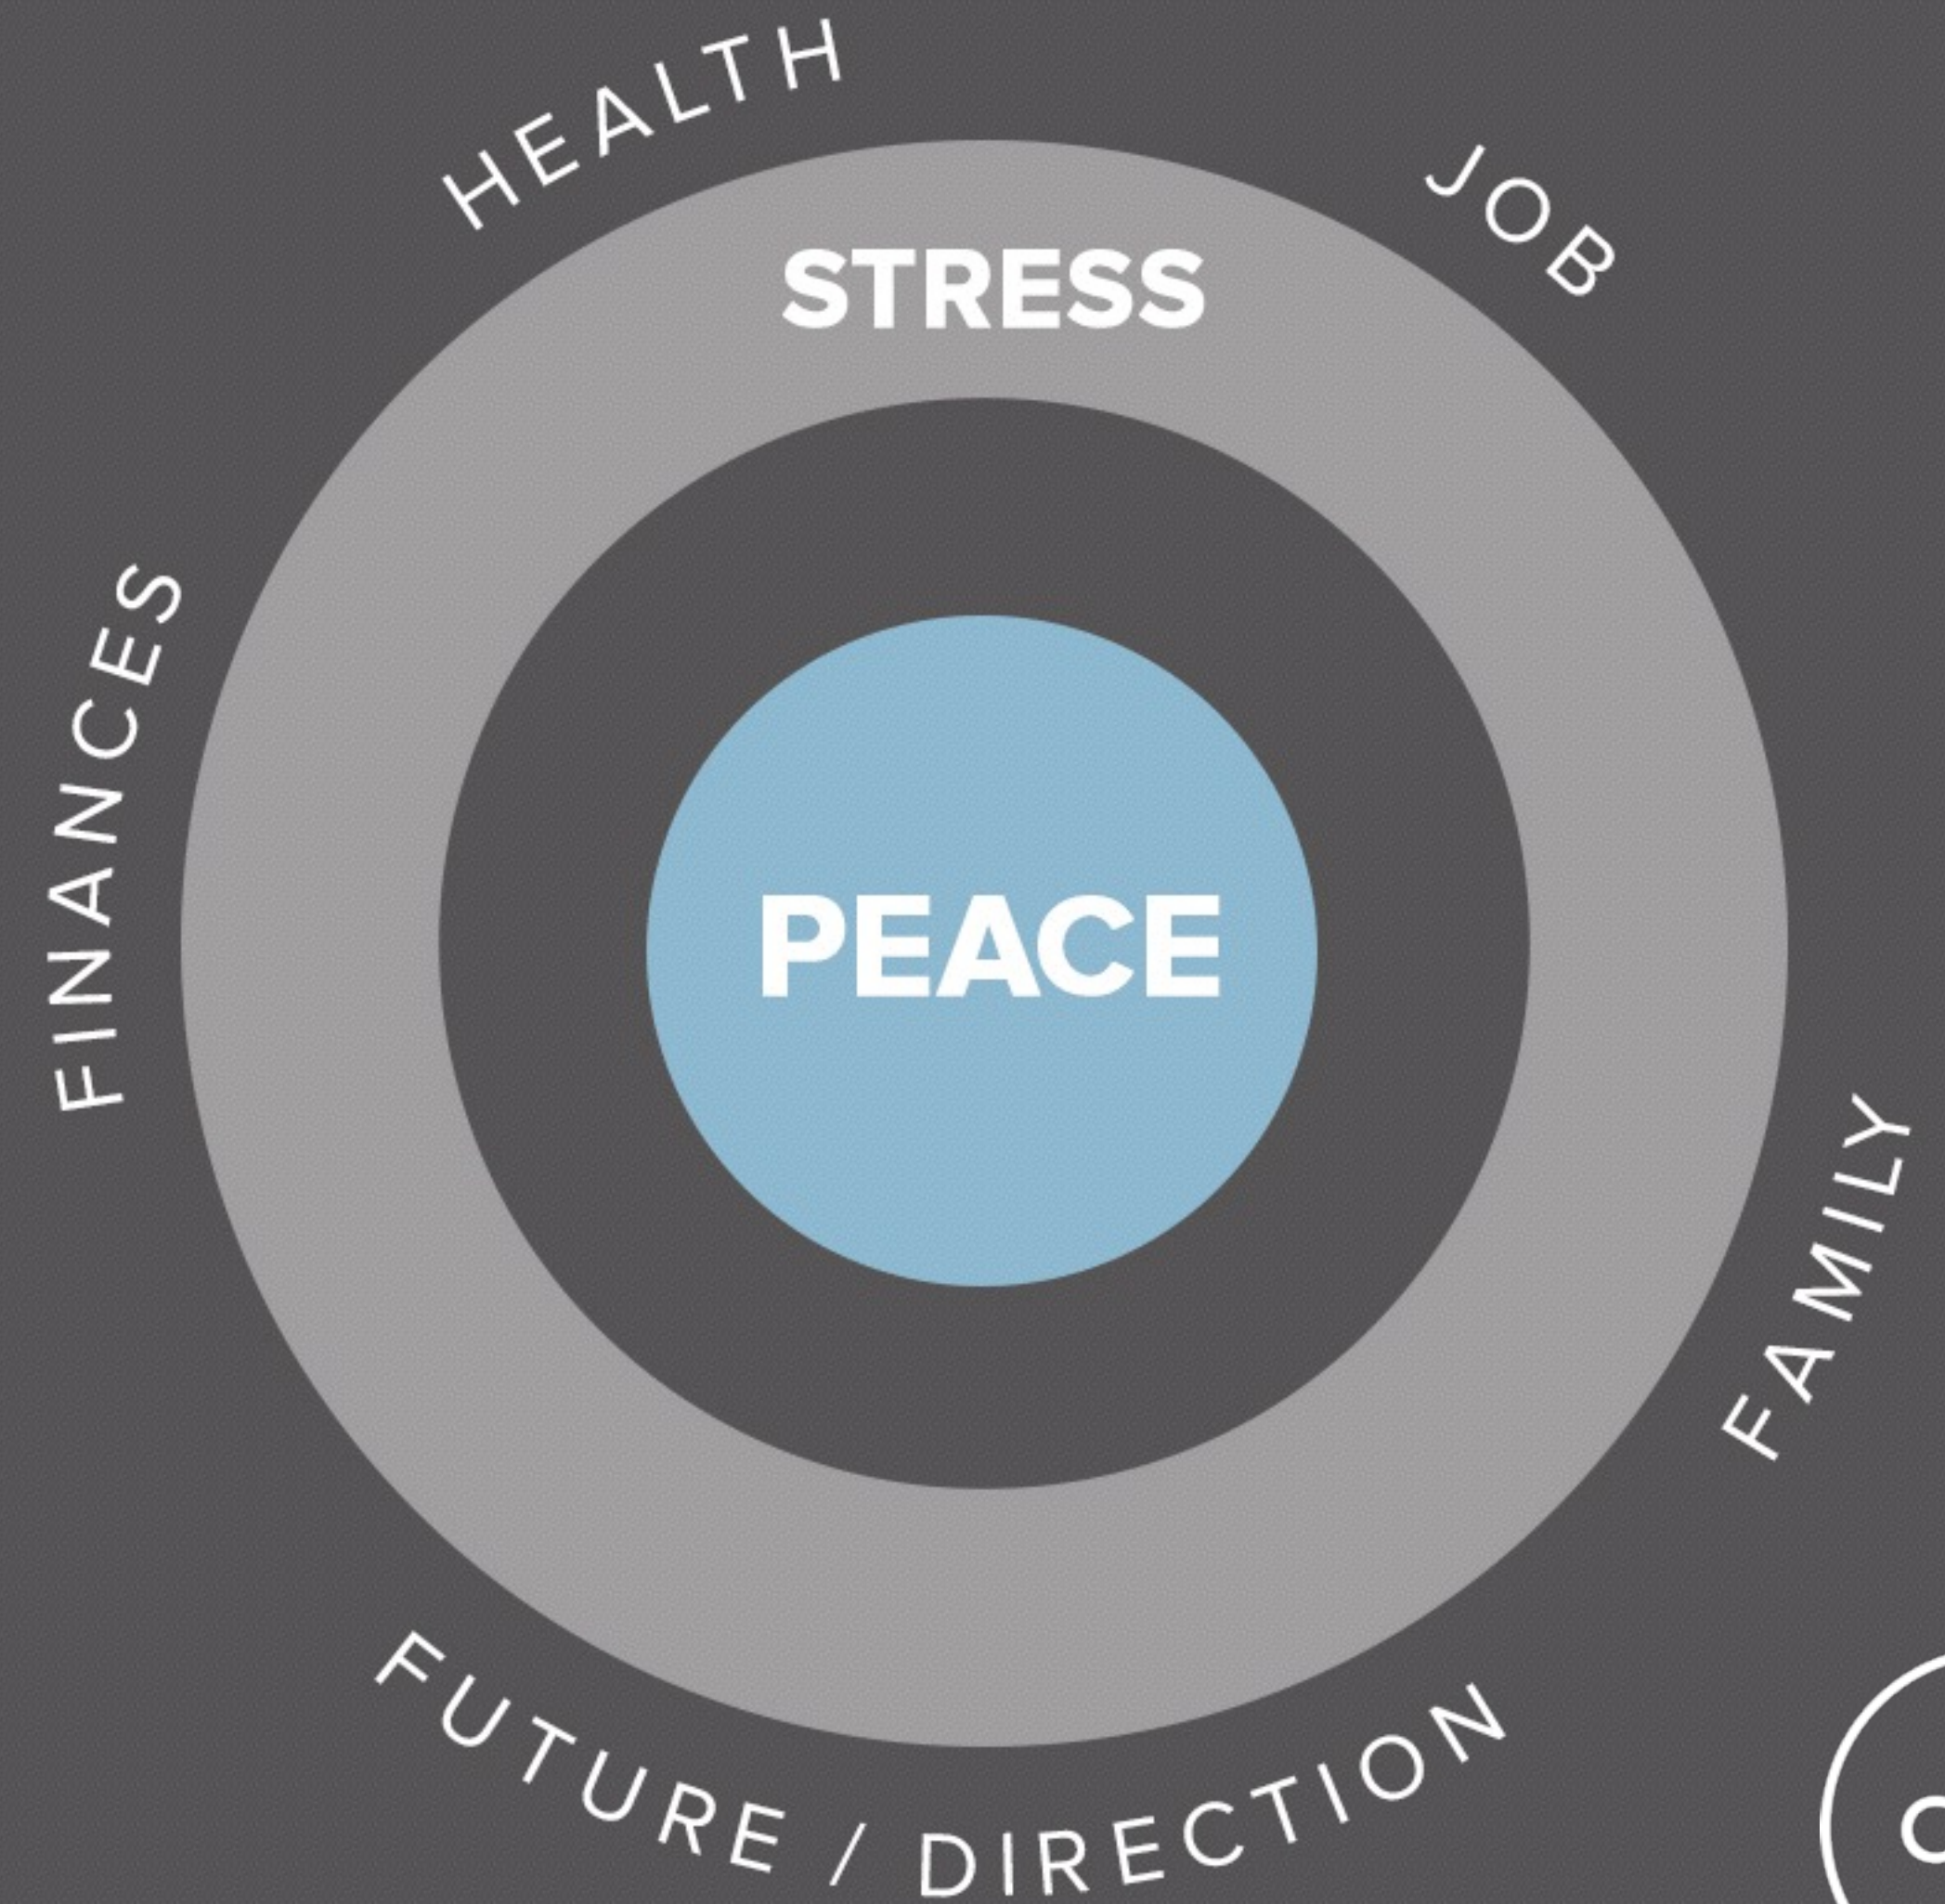 HEALTH
JOB
STRESS
FINANCES
PEACE
FAMILY
FUTURE / DIRECTION